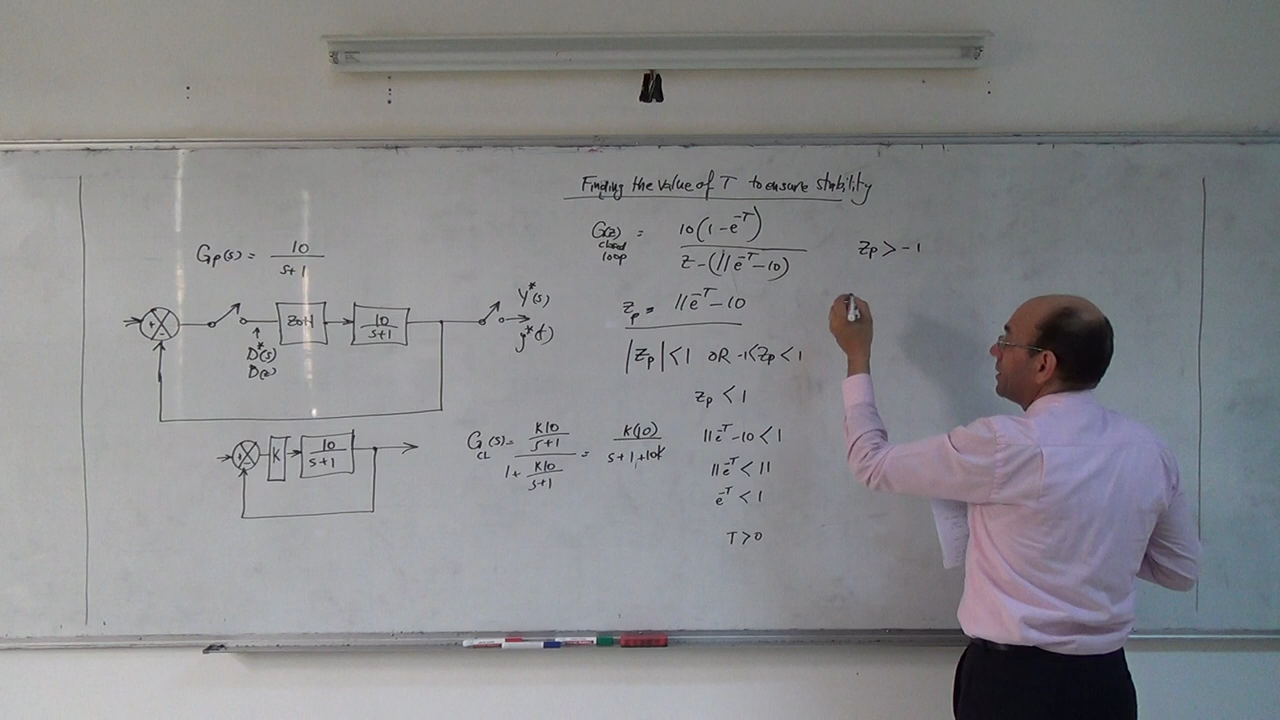 Finding the value of T to ensure stability
Gp(s) = 10 / s+1
ZOH
10 / s+1
D*(s)
D(z)
Y*(s)
y*(t)
K
10 / s+1
G(s) = K10 / s+1 / 1 + K10 / s+1 = K(10) / s+1+10K
CL
G(z) = 10(1-e^-T) / z-(11e^-T-10)
closed
loop
zp = 11e^-T-10
|zp| < 1 OR -1<zp<1
zp < 1
11e^-T-10 < 1
11e^-T < 11
e^-T < 1
T > 0
zp > -1